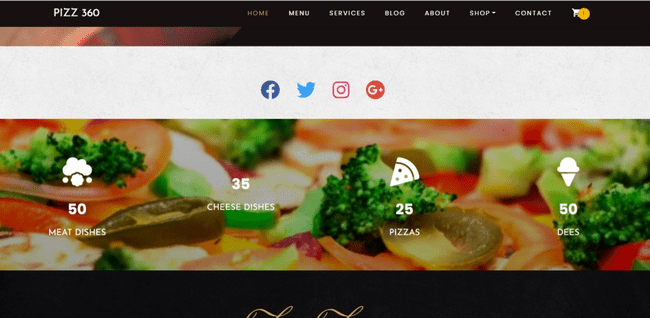 PIZZ 360
HOME MENU SERVICES BLOG ABOUT SHOP CONTACT
50
MEAT DISHES
35
CHEESE DISHES
25
PIZZAS
50
DEES